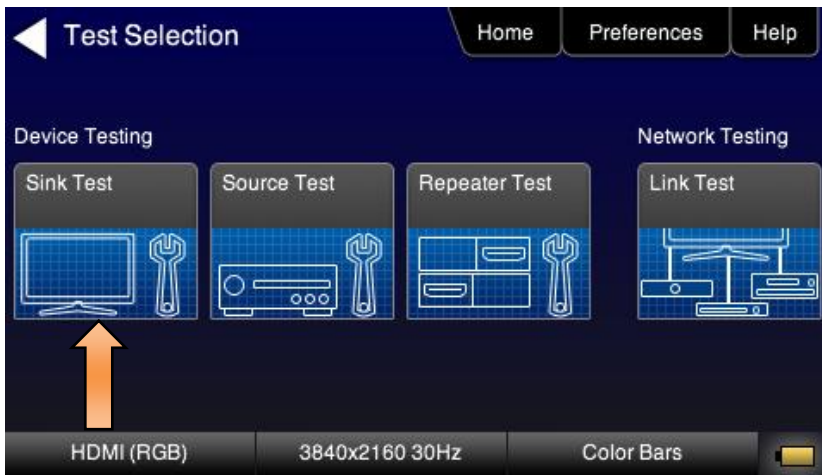 Test Selection
Home
Preferences
Help
Device Testing
Network Testing
Sink Test
Source Test
Repeater Test
Link Test
HDMI (RGB)
3840x2160 30Hz
Color Bars